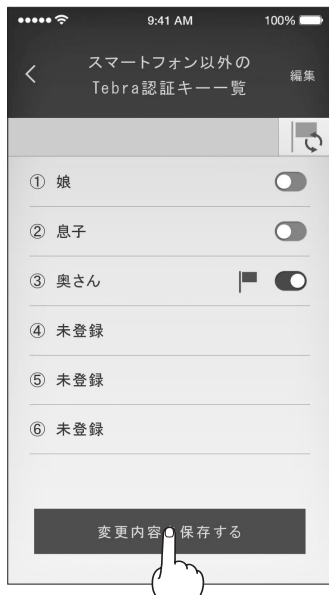 9:41 AM
100%
スマートフォン以外の
Tebra認証キー一覧
編集
① 娘
② 息子
③ 奥さん
④ 未登録
⑤ 未登録
⑥ 未登録
変更内容 保存する